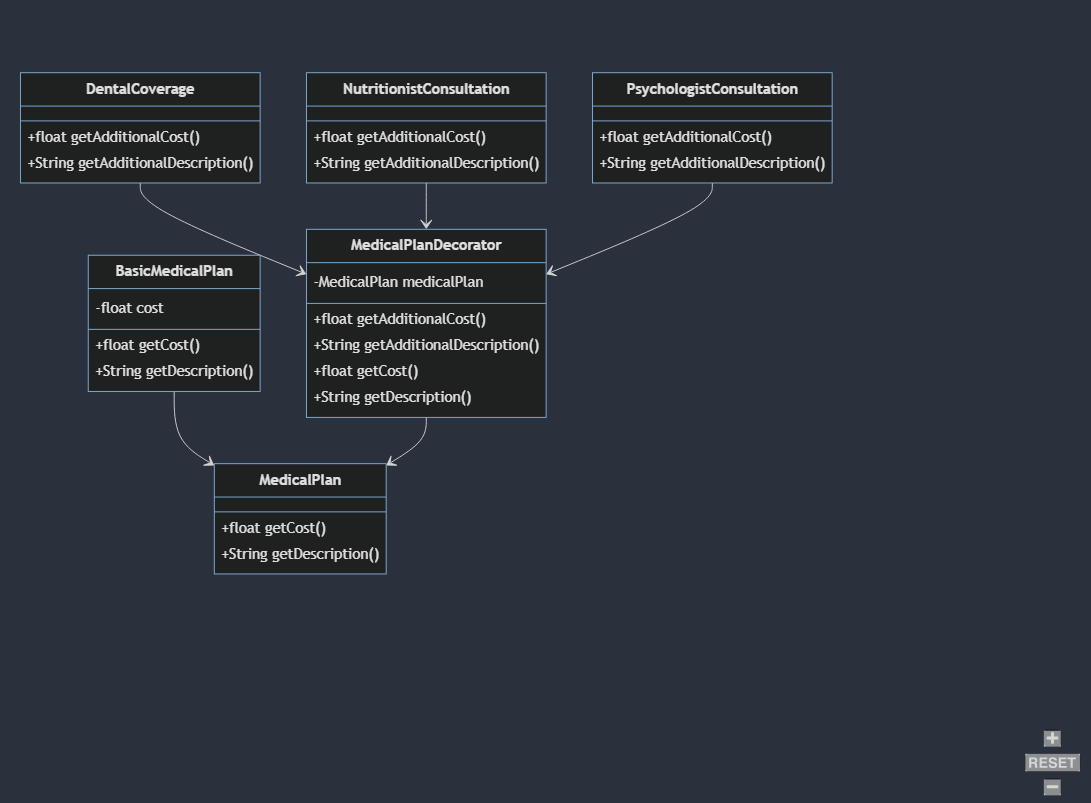 DentalCoverage
+float getAdditionalCost()
+String getAdditionalDescription()
NutritionistConsultation
+float getAdditionalCost()
+String getAdditionalDescription()
PsychologistConsultation
+float getAdditionalCost()
+String getAdditionalDescription()
BasicMedicalPlan
-float cost
+float getCost()
+String getDescription()
MedicalPlanDecorator
-MedicalPlan medicalPlan
+float getAdditionalCost()
+String getAdditionalDescription()
+float getCost()
+String getDescription()
MedicalPlan
+float getCost()
+String getDescription()
+
RESET
−